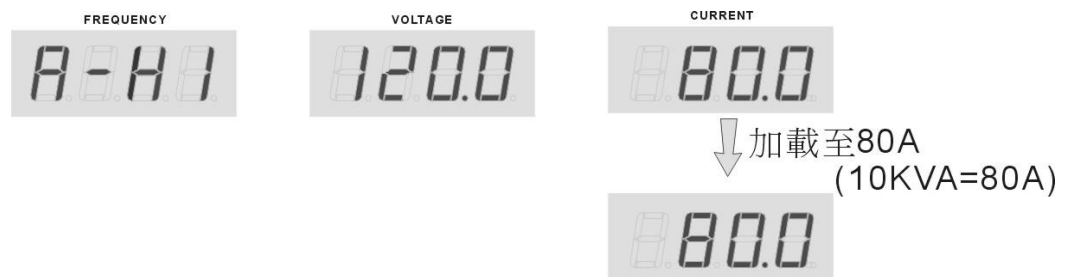 FREQUENCY VOLTAGE CURRENT
A-H1 120.0 80.0
加載至80A
(10KVA=80A)
80.0